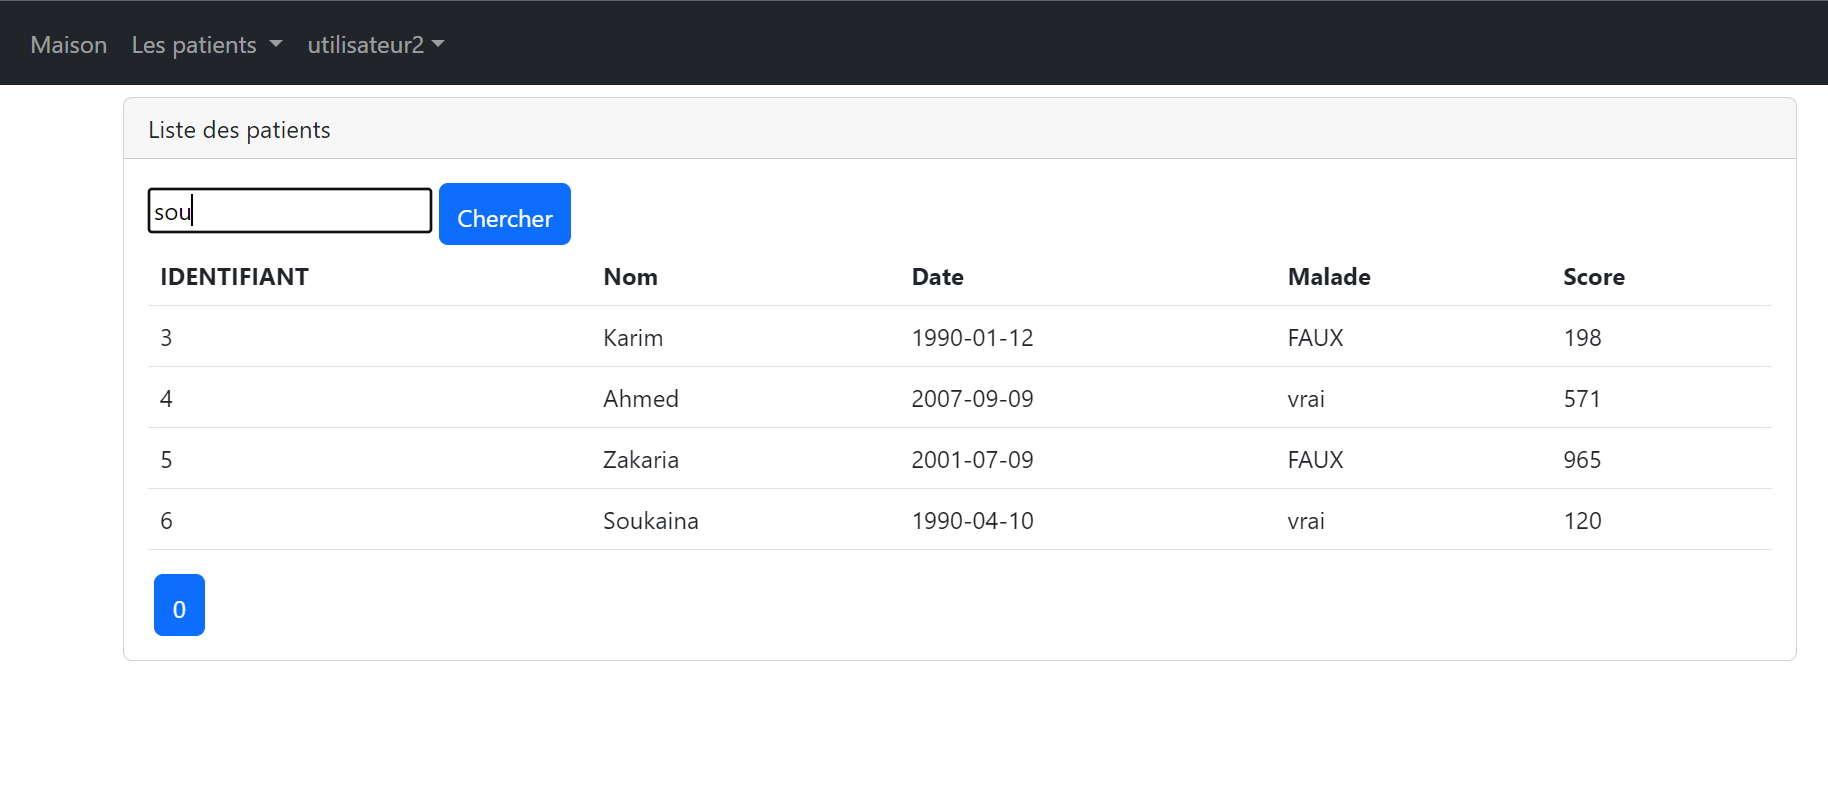 Maison Les patients utilisateur2
Liste des patients
sou Chercher
IDENTIFIANT Nom Date Malade Score
3 Karim 1990-01-12 FAUX 198
4 Ahmed 2007-09-09 vrai 571
5 Zakaria 2001-07-09 FAUX 965
6 Soukaina 1990-04-10 vrai 120
0